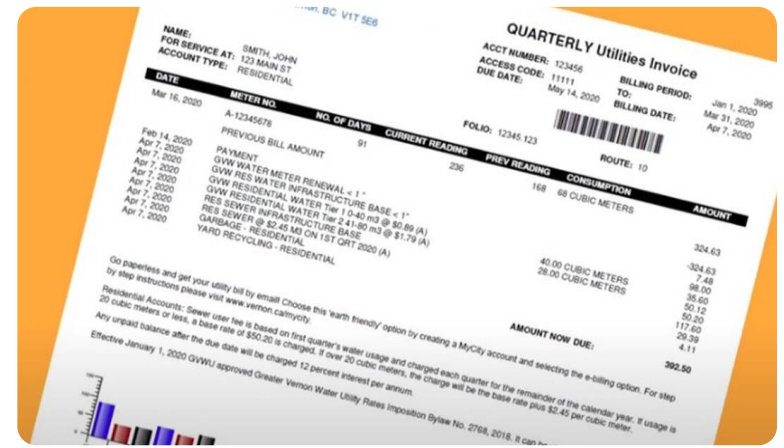 BC V1T 5E6
QUARTERLY Utilities Invoice
NAME: SMITH, JOHN
FOR SERVICE AT: 123 MAIN ST
ACCOUNT TYPE: RESIDENTIAL
ACCT NUMBER: 123456
ACCESS CODE: 11111
DUE DATE: May 14, 2020
3995
BILLING PERIOD: Jan 1, 2020
TO: Mar 31, 2020
BILLING DATE: Apr 7, 2020
FOLIO: 12345.123
ROUTE: 10
DATE METER NO. NO. OF DAYS CURRENT READING PREV READING CONSUMPTION AMOUNT
Mar 16, 2020 A-12345678 91 236 168 68 CUBIC METERS
PREVIOUS BILL AMOUNT 324.63
Feb 14, 2020 PAYMENT -324.63
Apr 7, 2020 GVW WATER METER RENEWAL < 1" 7.48
Apr 7, 2020 GVW RES WATER INFRASTRUCTURE BASE < 1" 98.00
Apr 7, 2020 GVW RESIDENTIAL WATER Tier 1 0-40 m3 @ $0.89 (A) 40.00 CUBIC METERS 35.60
Apr 7, 2020 GVW RESIDENTIAL WATER Tier 2 41-80 m3 @ $1.79 (A) 28.00 CUBIC METERS 50.12
Apr 7, 2020 RES SEWER INFRASTRUCTURE BASE 50.20
Apr 7, 2020 RES SEWER @ $2.45 M3 ON 1ST QRT 2020 (A) 117.60
Apr 7, 2020 GARBAGE - RESIDENTIAL 29.39
Apr 7, 2020 YARD RECYCLING - RESIDENTIAL 4.11
AMOUNT NOW DUE: 392.50
Go paperless and get your utility bill by email! Choose this 'earth friendly' option by creating a MyCity account and selecting the e-billing option. For step
by step instructions please visit www.vernon.ca/mycity.
Residential Accounts: Sewer user fee is based on first quarter's water usage and charged each quarter for the remainder of the calendar year. If usage is
20 cubic meters or less, a base rate of $50.20 is charged. If over 20 cubic meters, the charge will be the base rate plus $2.45 per cubic meter.
Any unpaid balance after the due date will be charged 12 percent interest per annum.
Effective January 1, 2020 GVWU approved Greater Vernon Water Utility Rates Imposition Bylaw No. 2768, 2018. It can be